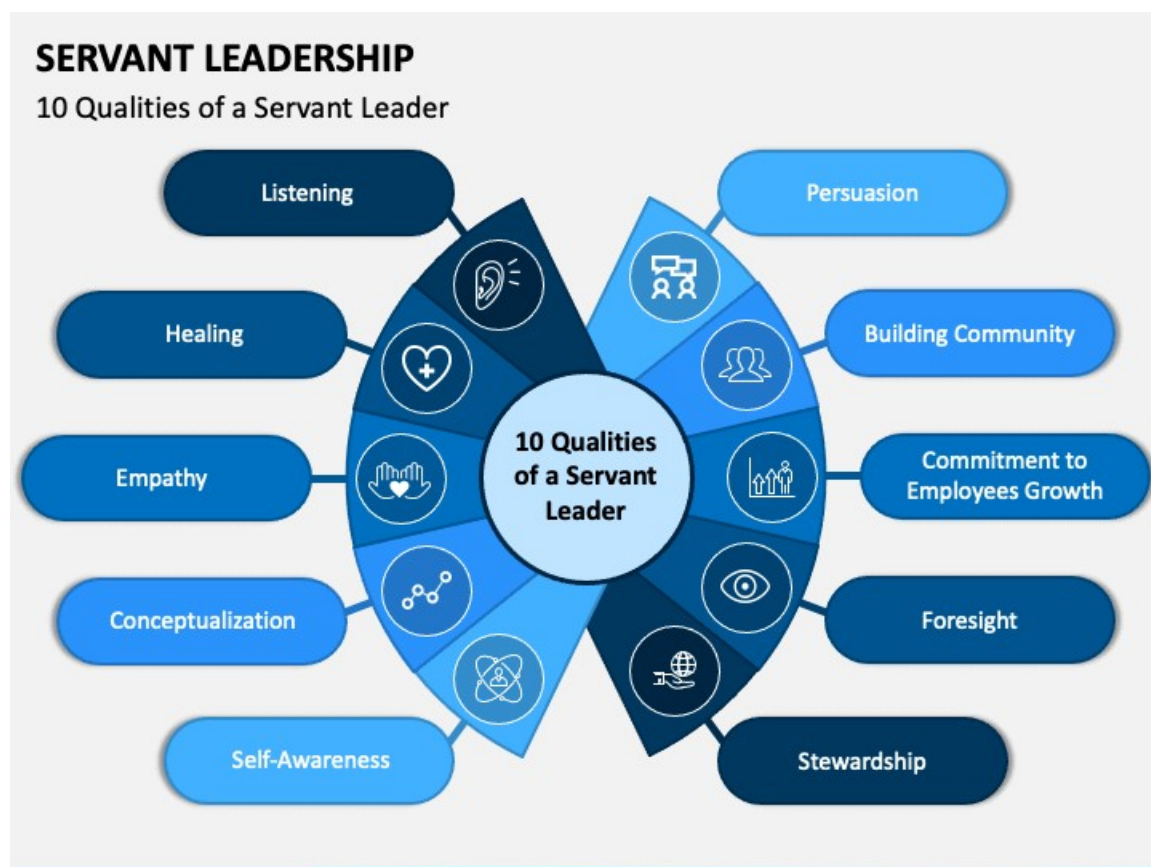 SERVANT LEADERSHIP
10 Qualities of a Servant Leader
Listening
Healing
Empathy
Conceptualization
Self-Awareness
10 Qualities
of a Servant
Leader
Persuasion
Building Community
Commitment to
Employees Growth
Foresight
Stewardship